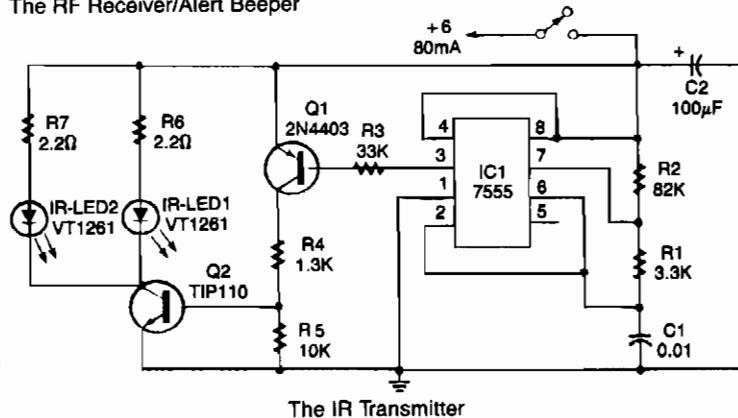 The RF Receiver/Alert Beeper
+6
80mA
+
C2
100µF
R7
2.2Ω
R6
2.2Ω
Q1
2N4403
R3
33K
4
3
1
2
IC1
7555
8
7
6
5
R2
82K
IR-LED2
VT1261
IR-LED1
VT1261
R4
1.3K
R1
3.3K
Q2
TIP110
R5
10K
C1
0.01
The IR Transmitter